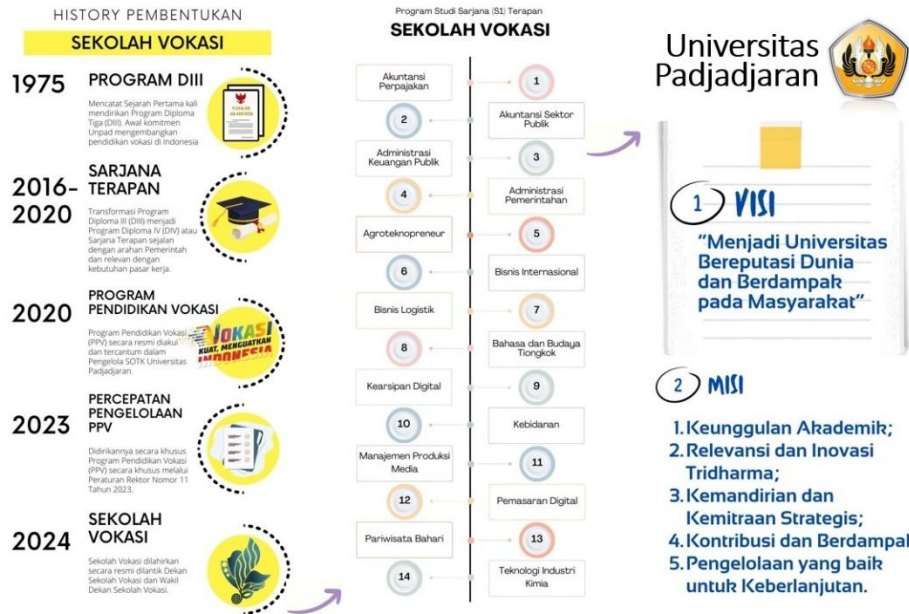 HISTORY PEMBENTUKAN
SEKOLAH VOKASI
1975
PROGRAM DIII
Mencatat Sejarah Pertama kali
mendirikan Program Diploma
Tiga (DIII). Awal komitmen
Unpad mengembangkan
pendidikan vokasi di Indonesia
2016-
2020
SARJANA
TERAPAN
Transformasi Program
Diploma III (DIII) menjadi
Program Diploma IV (DIV) atau
Sarjana Terapan sejalan
dengan arahan Pemerintah
dan relevan dengan
kebutuhan pasar kerja.
2020
PROGRAM
PENDIDIKAN VOKASI
Program Pendidikan Vokasi
(PPV) secara resmi diakui
dan tercantum dalam
Pengelola SOTK Universitas
Padjadjaran.
VOKASI
KUAT, MENGUATKAN
INDONESIA
2023
PERCEPATAN
PENGELOLAAN
PPV
Didirikannya secara khusus
Program Pendidikan Vokasi
(PPV) secara khusus melalui
Peraturan Rektor Nomor 11
Tahun 2023.
2024
SEKOLAH
VOKASI
Sekolah Vokasi dilahirkan
secara resmi dilantik Dekan
Sekolah Vokasi dan Wakil
Dekan Sekolah Vokasi.
Program Studi Sarjana (S1) Terapan
SEKOLAH VOKASI
Akuntansi
Perpajakan
1
2
Akuntansi Sektor
Publik
Administrasi
Keuangan Publik
3
4
Administrasi
Pemerintahan
Agroteknopreneur
5
6
Bisnis Internasional
Bisnis Logistik
7
8
Bahasa dan Budaya
Tiongkok
Kearsipan Digital
9
10
Kebidanan
Manajemen Produksi
Media
11
12
Pemasaran Digital
Pariwisata Bahari
13
14
Teknologi Industri
Kimia
Universitas
Padjadjaran
1 VISI
"Menjadi Universitas
Bereputasi Dunia
dan Berdampak
pada Masyarakat"
2 MISI
1. Keunggulan Akademik;
2. Relevansi dan Inovasi
Tridharma;
3. Kemandirian dan
Kemitraan Strategis;
4. Kontribusi dan Berdampak
5. Pengelolaan yang baik
untuk Keberlanjutan.